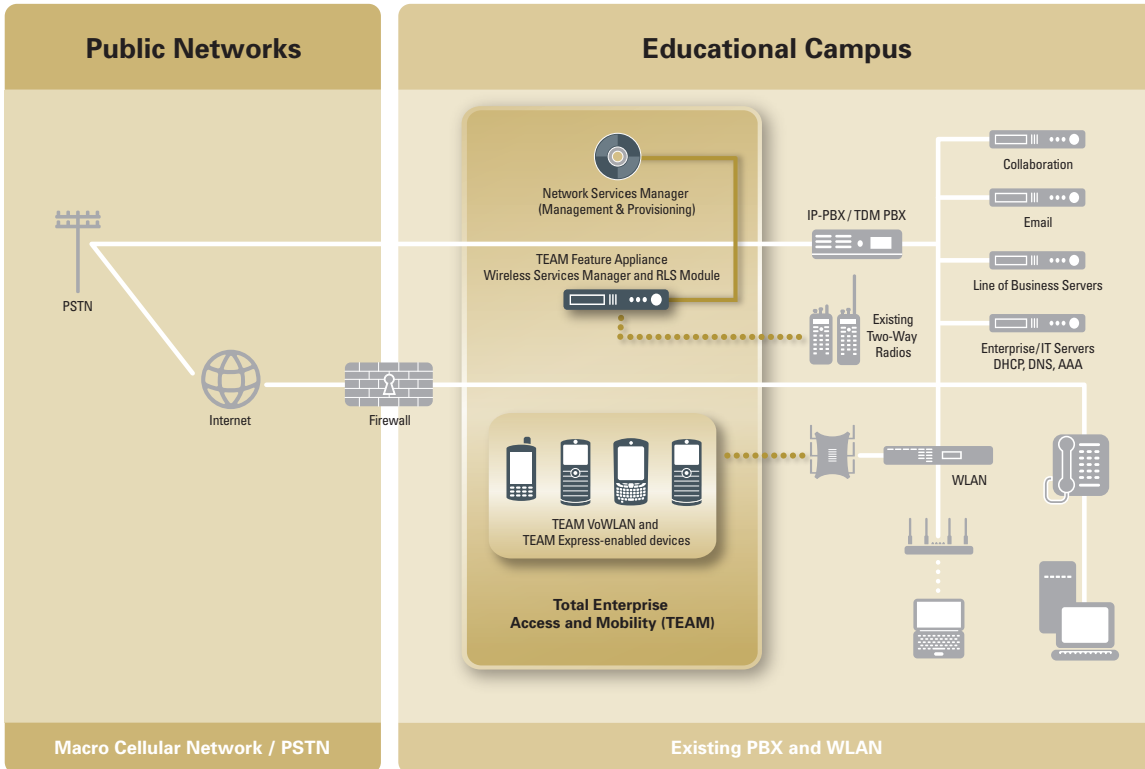 Public Networks
Educational Campus
Network Services Manager
(Management & Provisioning)
TEAM Feature Appliance
Wireless Services Manager and RLS Module
PSTN
Internet
Firewall
IP-PBX / TDM PBX
Existing
Two-Way
Radios
Collaboration
Email
Line of Business Servers
Enterprise/IT Servers
DHCP, DNS, AAA
WLAN
TEAM VoWLAN and
TEAM Express-enabled devices
Total Enterprise
Access and Mobility (TEAM)
Macro Cellular Network / PSTN
Existing PBX and WLAN